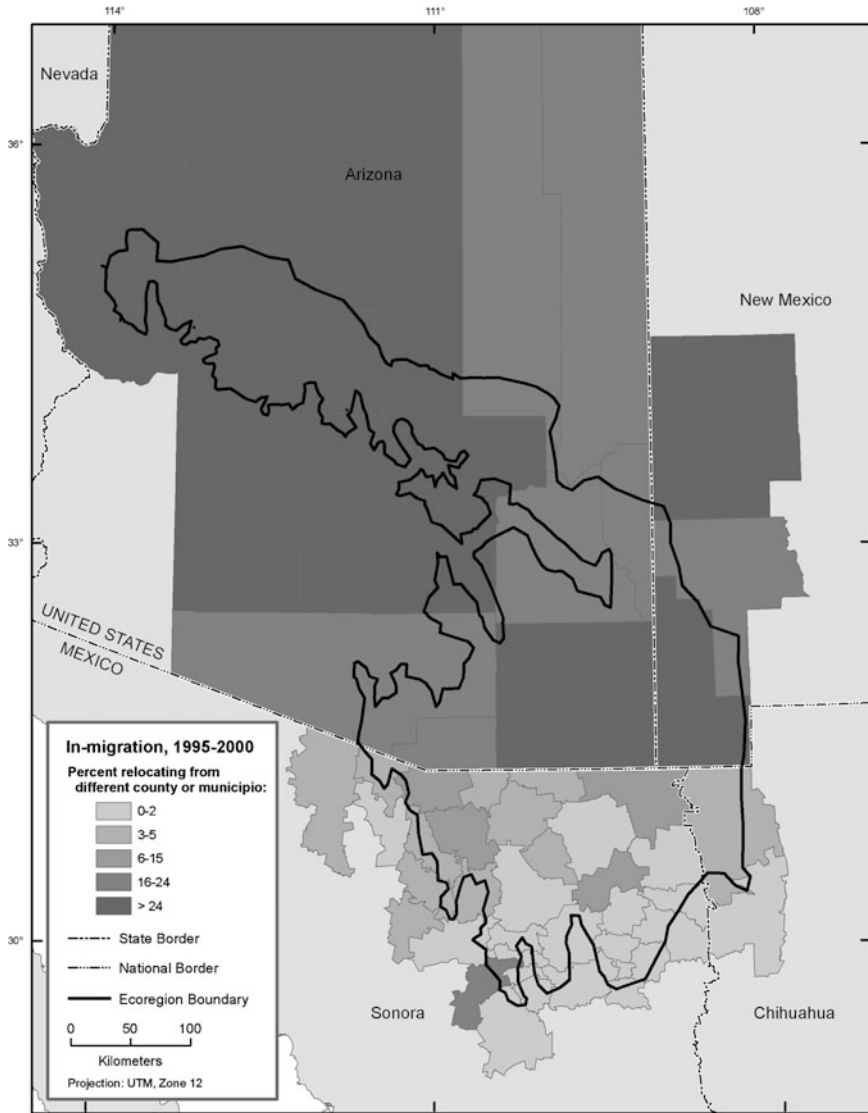 114°
111°
108°
Nevada
36°
Arizona
New Mexico
33°
UNITED STATES
MEXICO
In-migration, 1995-2000
Percent relocating from
different county or municipio:
0-2
3-5
6-15
16-24
> 24
State Border
National Border
Ecoregion Boundary
0 50 100
Kilometers
Projection: UTM, Zone 12
30°
Sonora
Chihuahua